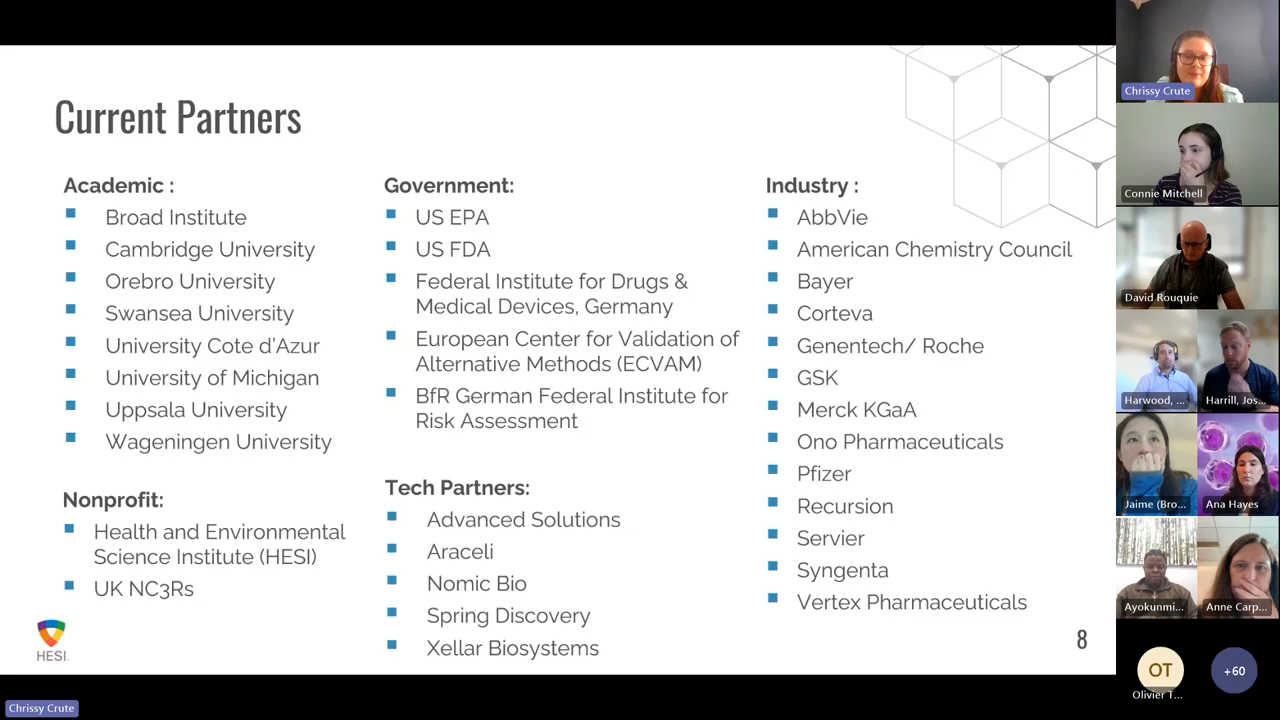 Current Partners
Academic :
Broad Institute
Cambridge University
Orebro University
Swansea University
University Cote d’Azur
University of Michigan
Uppsala University
Wageningen University
Nonprofit:
Health and Environmental
Science Institute (HESI)
UK NC3Rs
Government:
US EPA
US FDA
Federal Institute for Drugs &
Medical Devices, Germany
European Center for Validation of
Alternative Methods (ECVAM)
BfR German Federal Institute for
Risk Assessment
Tech Partners:
Advanced Solutions
Araceli
Nomic Bio
Spring Discovery
Xellar Biosystems
Industry :
AbbVie
American Chemistry Council
Bayer
Corteva
Genentech/ Roche
GSK
Merck KGaA
Ono Pharmaceuticals
Pfizer
Recursion
Servier
Syngenta
Vertex Pharmaceuticals
HESI
8
Chrissy Crute
Chrissy Crute
Connie Mitchell
David Rouquie
Harwood, ...
Harrill, Jos...
Jaime (Bro...
Ana Hayes
Ayokunmi...
Anne Carp...
OT
Olivier T...
+60